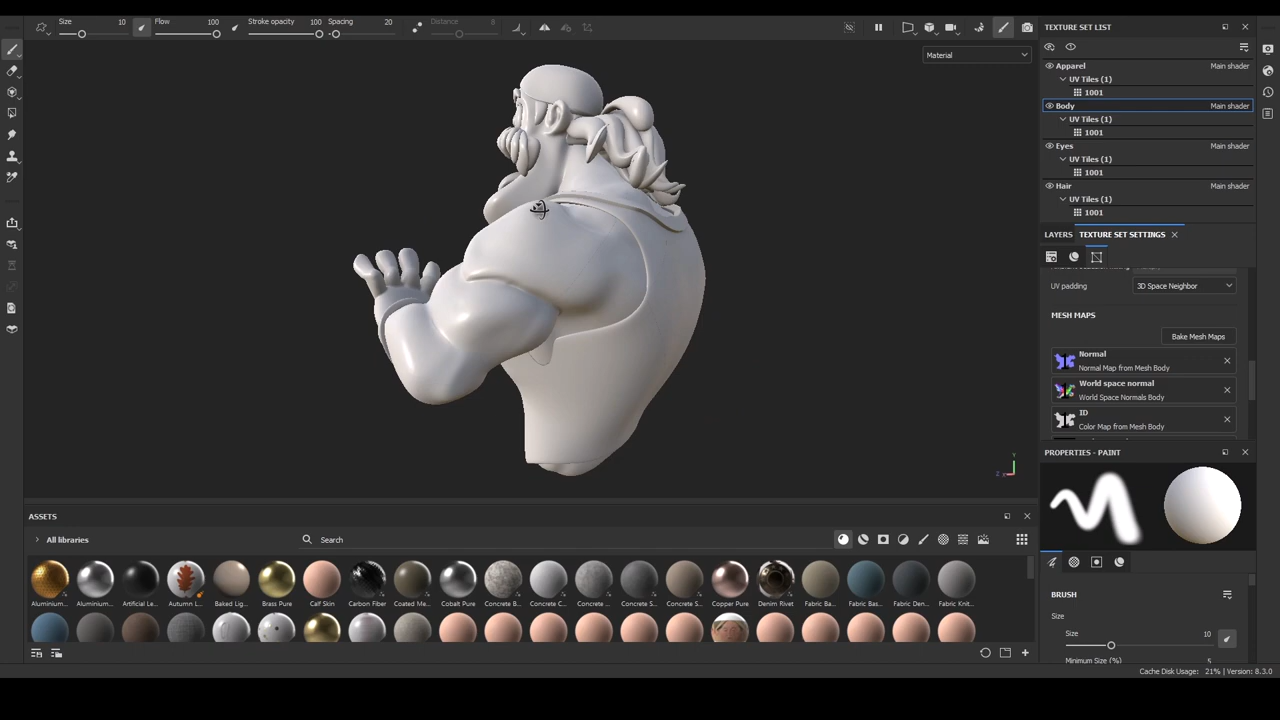 Size 10 Flow 100 Stroke opacity 100 Spacing 20 Distance 8
TEXTURE SET LIST
Material
Apparel Main shader
UV Tiles (1)
1001
Body Main shader
UV Tiles (1)
1001
Eyes Main shader
UV Tiles (1)
1001
Hair Main shader
UV Tiles (1)
1001
LAYERS TEXTURE SET SETTINGS
UV padding 3D Space Neighbor
MESH MAPS
Bake Mesh Maps
Normal
Normal Map from Mesh Body
World space normal
World Space Normals Body
ID
Color Map from Mesh Body
PROPERTIES - PAINT
Y
Z X
ASSETS
All libraries Search
Aluminium... Aluminium... Artificial Le... Autumn L... Baked Lig... Brass Pure Calf Skin Carbon Fiber Coated Me... Cobalt Pure Concrete B... Concrete C... Concrete ... Concrete S... Concrete S... Copper Pure Denim Rivet Fabric Ba... Fabric Bas... Fabric Den... Fabric Knit...
BRUSH
Size
Size 10
Minimum Size (%) 5
Cache Disk Usage: 21% | Version: 8.3.0